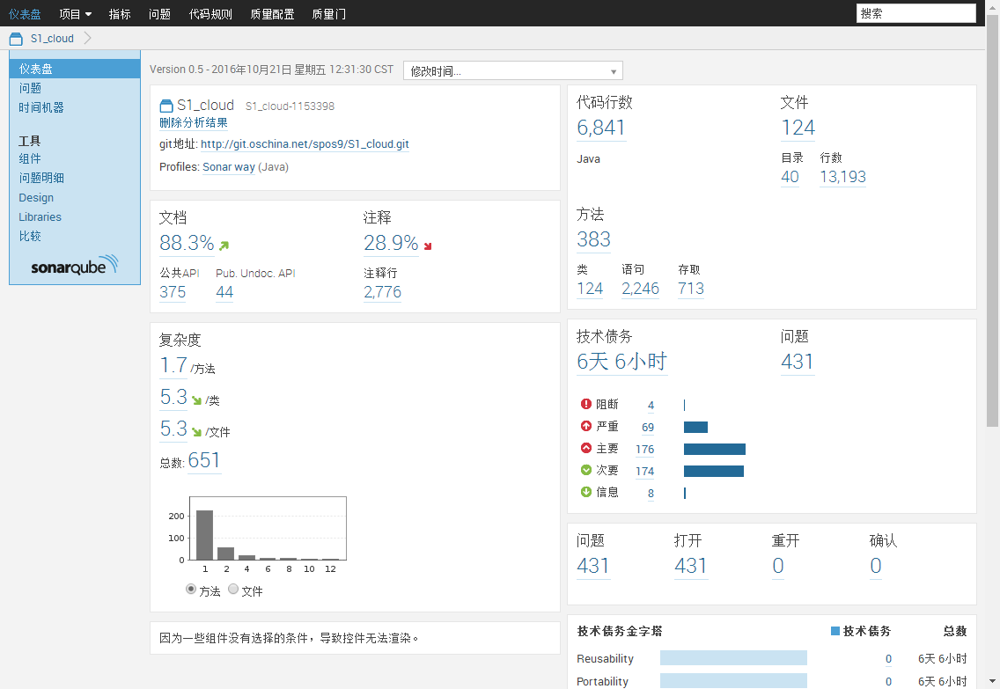 仪表盘 项目 指标 问题 代码规则 质量配置 质量门 搜索
S1_cloud
仪表盘
问题
时间机器
工具
组件
问题明细
Design
Libraries
比较
sonarqube
Version 0.5 - 2016年10月21日 星期五 12:31:30 CST 修改时间...
S1_cloud S1_cloud-1153398
删除分析结果
git地址: http://git.oschina.net/spos9/S1_cloud.git
Profiles: Sonar way (Java)
文档 注释
88.3% 28.9%
公共API Pub. Undoc. API 注释行
375 44 2,776
复杂度
1.7 /方法
5.3 /类
5.3 /文件
总数: 651
200
100
0
1 2 4 6 8 10 12
方法 文件
因为一些组件没有选择的条件，导致控件无法渲染。
代码行数 文件
6,841 124
Java 目录 行数
40 13,193
方法
383
类 语句 存取
124 2,246 713
技术债务 问题
6天 6小时 431
阻断 4
严重 69
主要 176
次要 174
信息 8
问题 打开 重开 确认
431 431 0 0
技术债务金字塔 技术债务 总数
Reusability 0 6天 6小时
Portability 0 6天 6小时